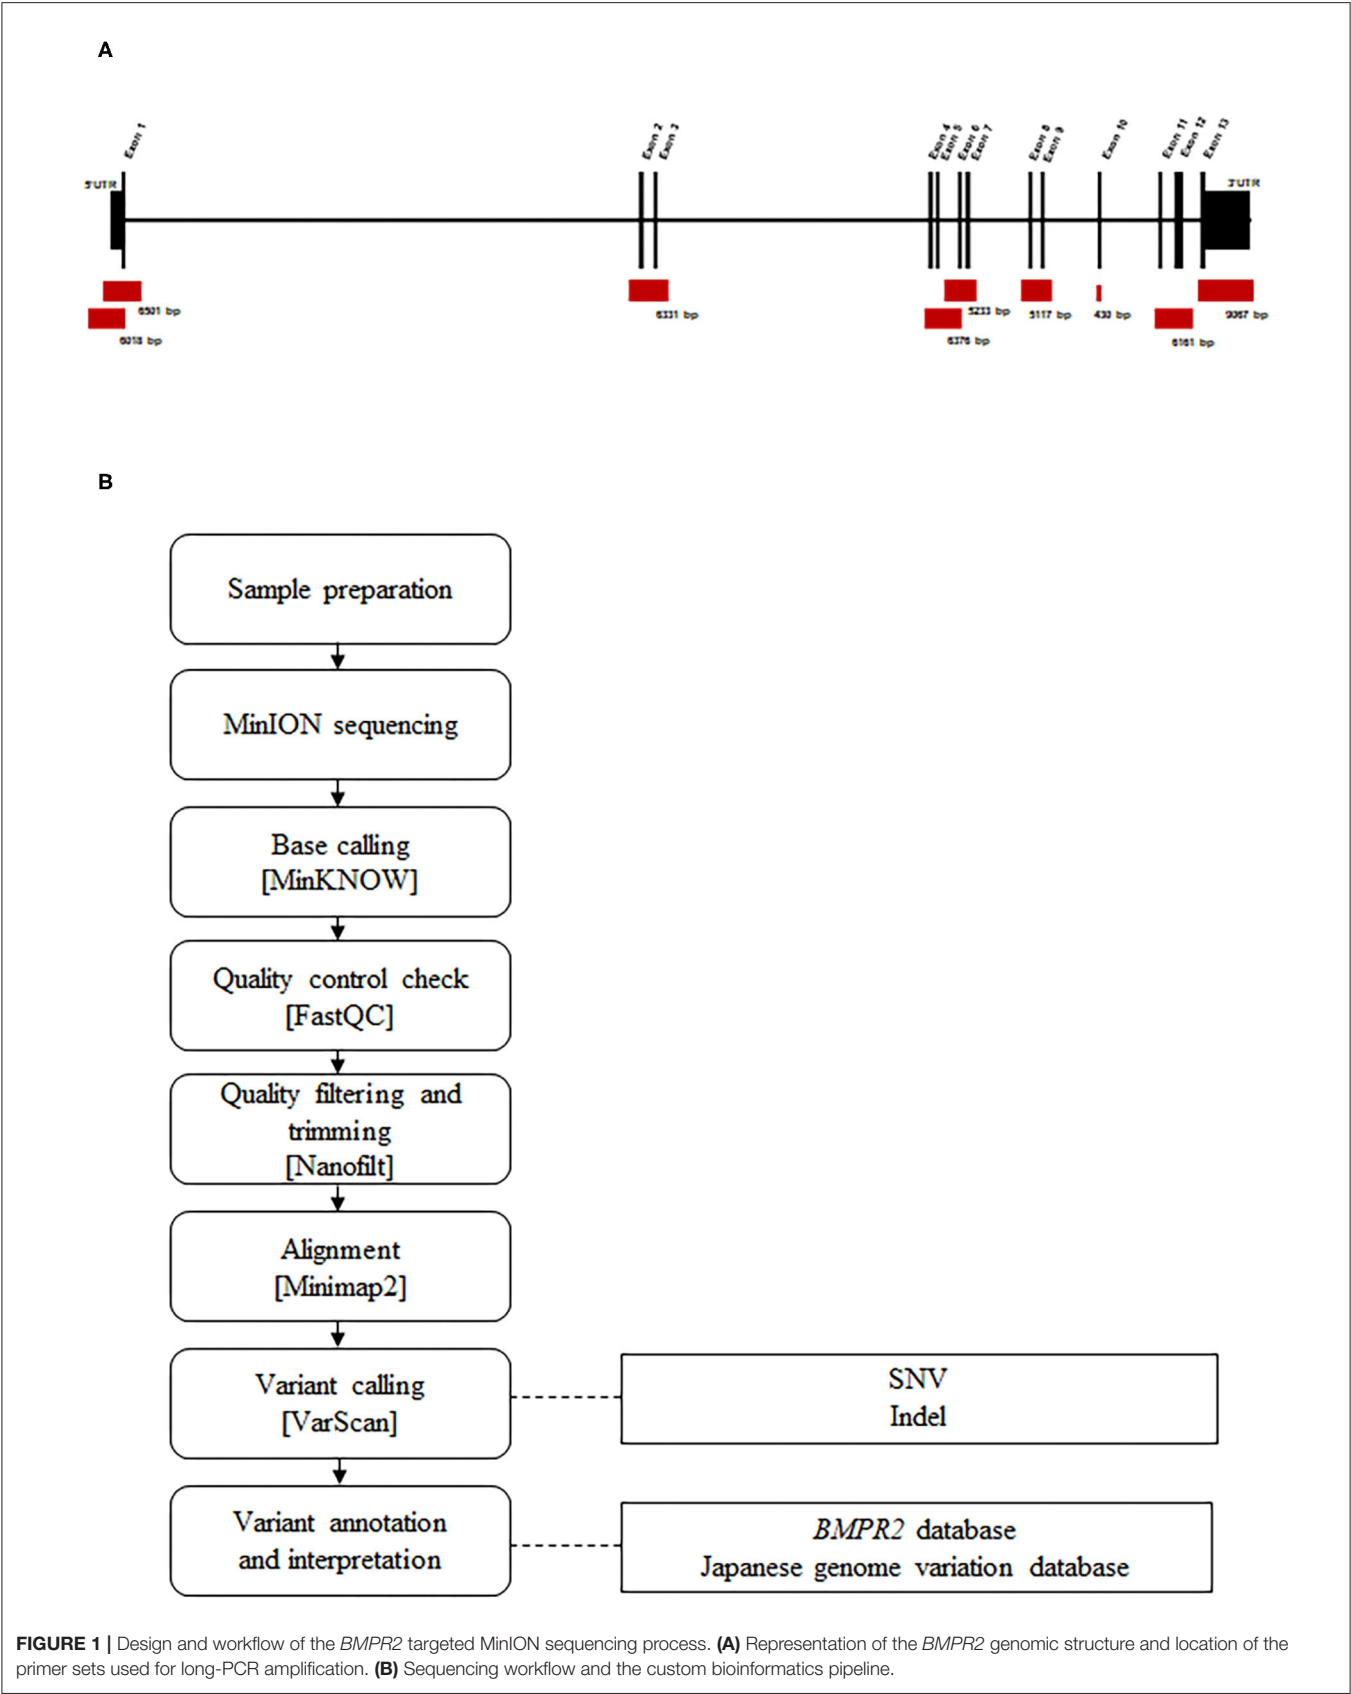 A
Exon 1
Exon 2
Exon 3
Exon 4
Exon 5
Exon 6
Exon 7
Exon 8
Exon 9
Exon 10
Exon 11
Exon 12
Exon 13
5'UTR
3'UTR
6501 bp
6018 bp
6331 bp
5233 bp
6376 bp
5117 bp
430 bp
6161 bp
9067 bp
B
Sample preparation
MinION sequencing
Base calling
[MinKNOW]
Quality control check
[FastQC]
Quality filtering and
trimming
[Nanofilt]
Alignment
[Minimap2]
Variant calling
[VarScan]
SNV
Indel
Variant annotation
and interpretation
BMPR2 database
Japanese genome variation database
FIGURE 1 | Design and workflow of the BMPR2 targeted MinION sequencing process. (A) Representation of the BMPR2 genomic structure and location of the
primer sets used for long-PCR amplification. (B) Sequencing workflow and the custom bioinformatics pipeline.